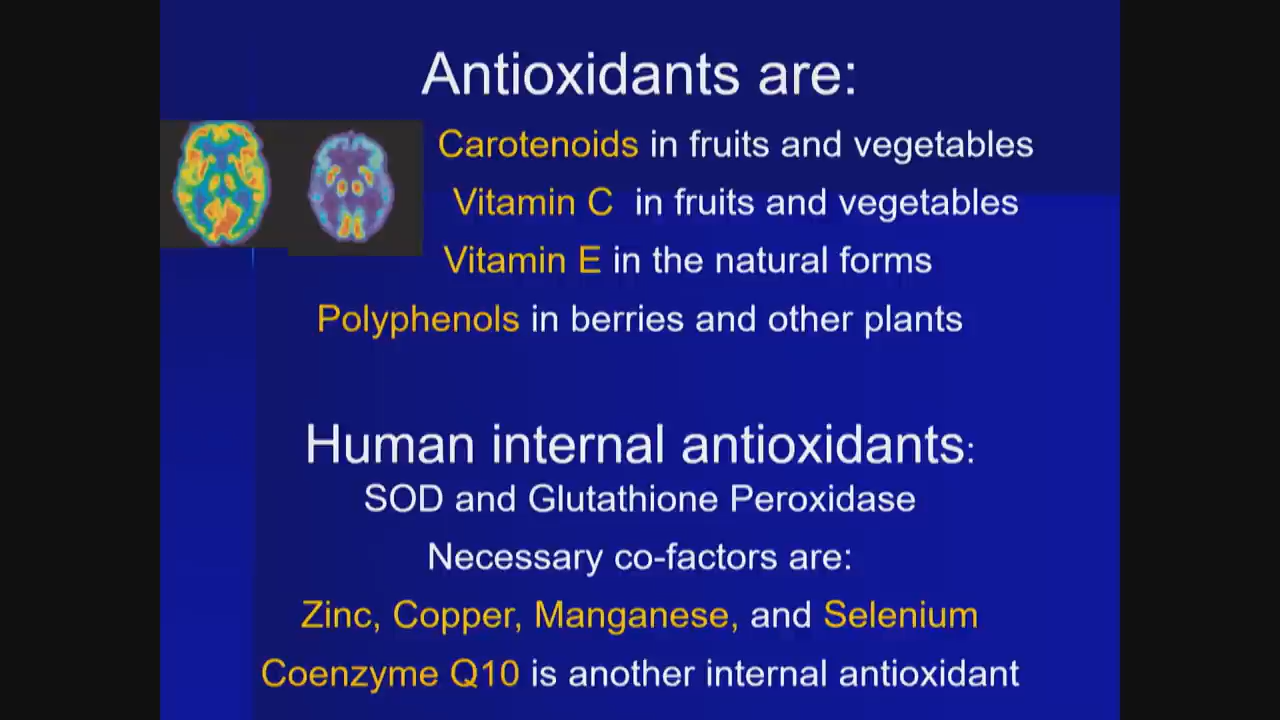 Antioxidants are:
Carotenoids in fruits and vegetables
Vitamin C in fruits and vegetables
Vitamin E in the natural forms
Polyphenols in berries and other plants
Human internal antioxidants:
SOD and Glutathione Peroxidase
Necessary co-factors are:
Zinc, Copper, Manganese, and Selenium
Coenzyme Q10 is another internal antioxidant